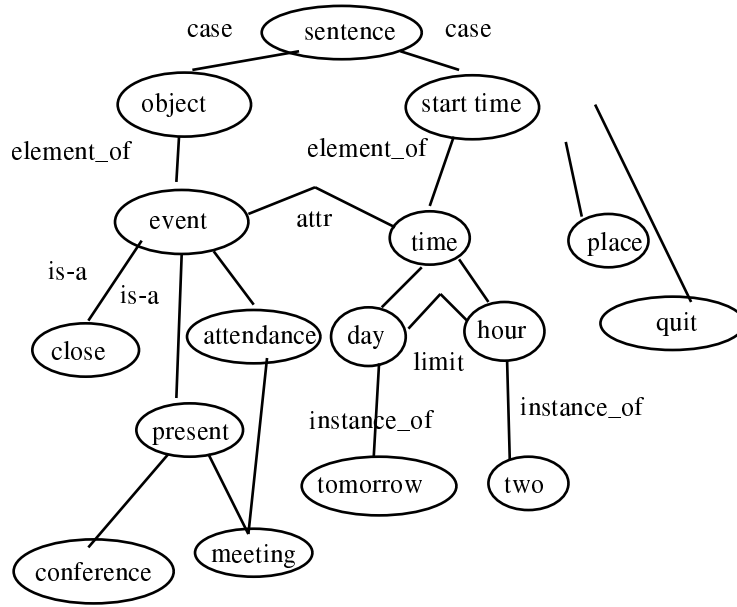 case
sentence
case
object
start time
element_of
element_of
event
attr
time
place
is-a
is-a
close
attendance
day
limit
hour
quit
instance_of
instance_of
present
tomorrow
two
conference
meeting